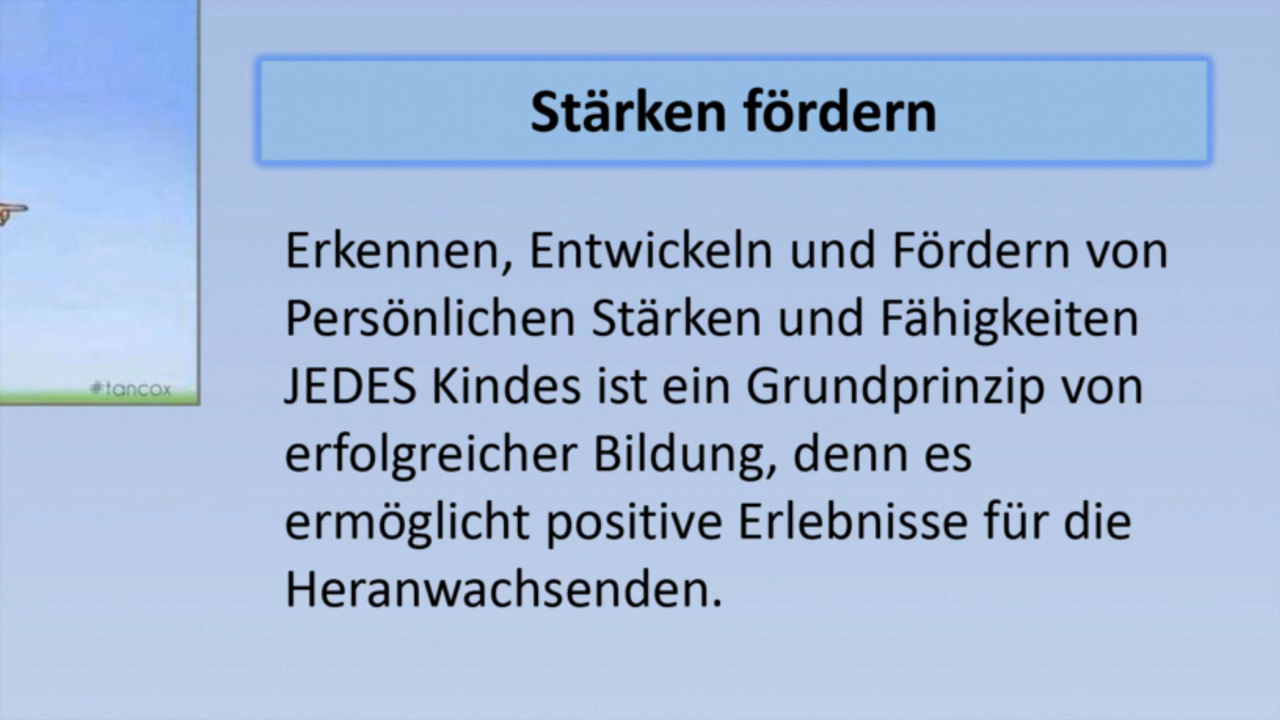 Stärken fördern
Erkennen, Entwickeln und Fördern von
Persönlichen Stärken und Fähigkeiten
JEDES Kindes ist ein Grundprinzip von
erfolgreicher Bildung, denn es
ermöglicht positive Erlebnisse für die
Heranwachsenden.
#tancox